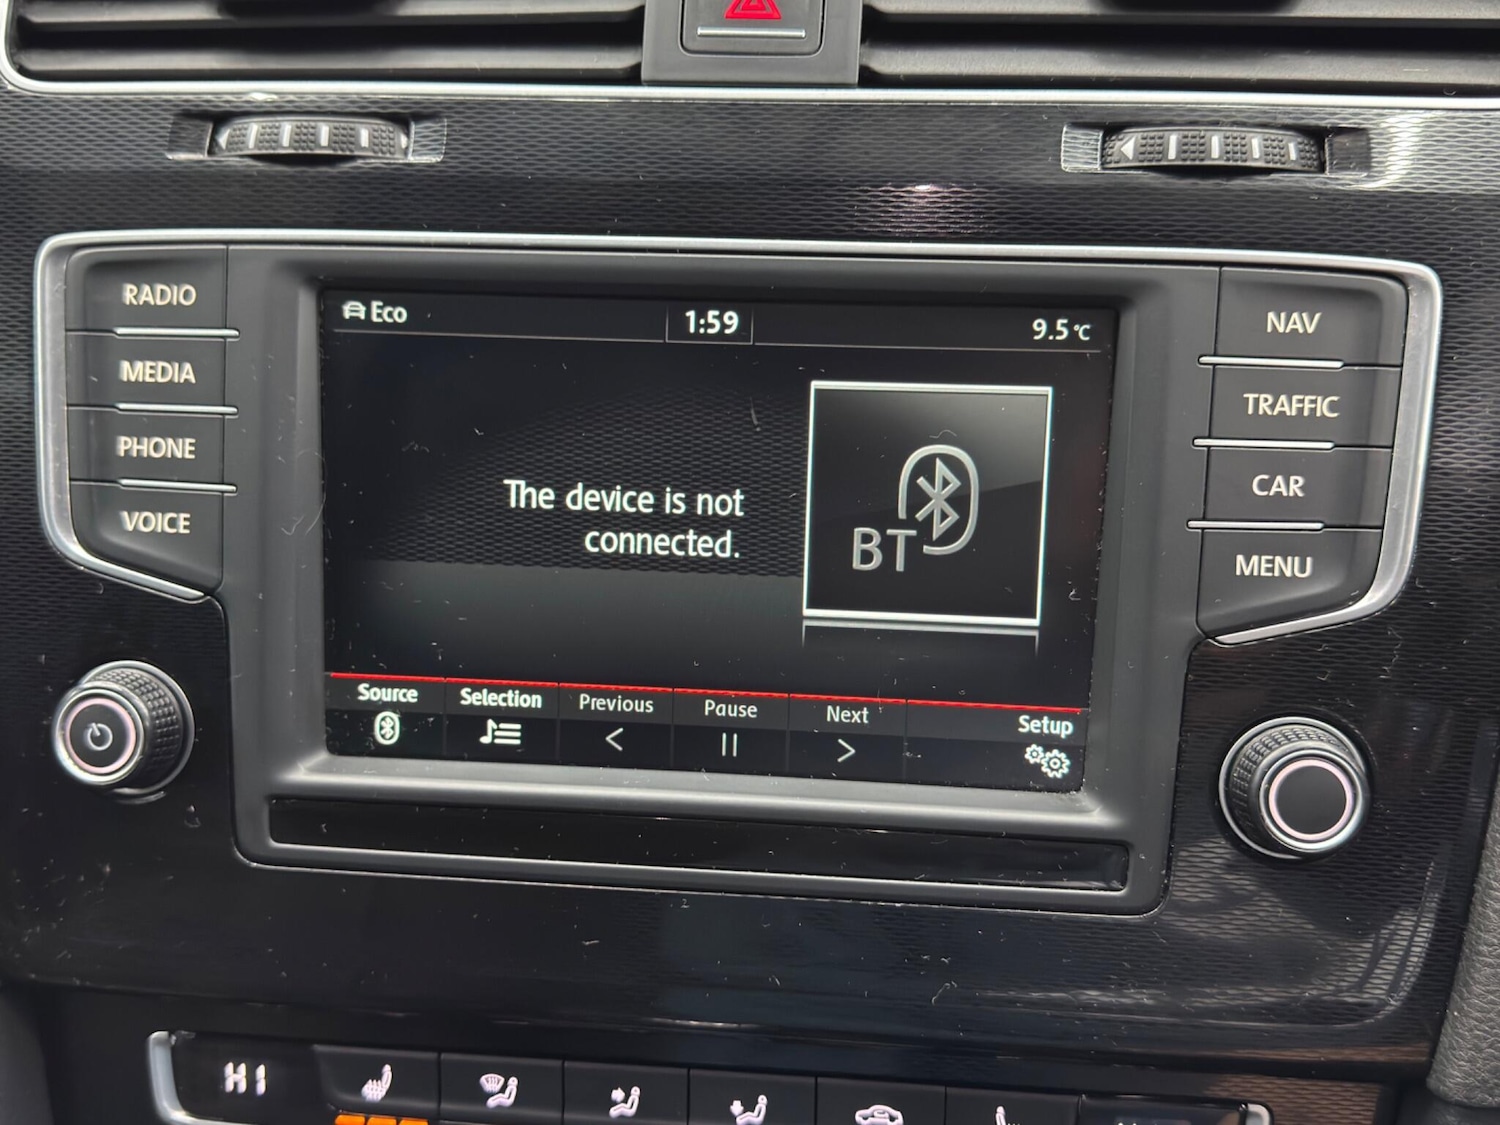 RADIO
MEDIA
PHONE
VOICE
Eco
1:59
9.5°C
The device is not
connected.
BT
Source
Selection
Previous
Pause
Next
Setup
NAV
TRAFFIC
CAR
MENU
HI